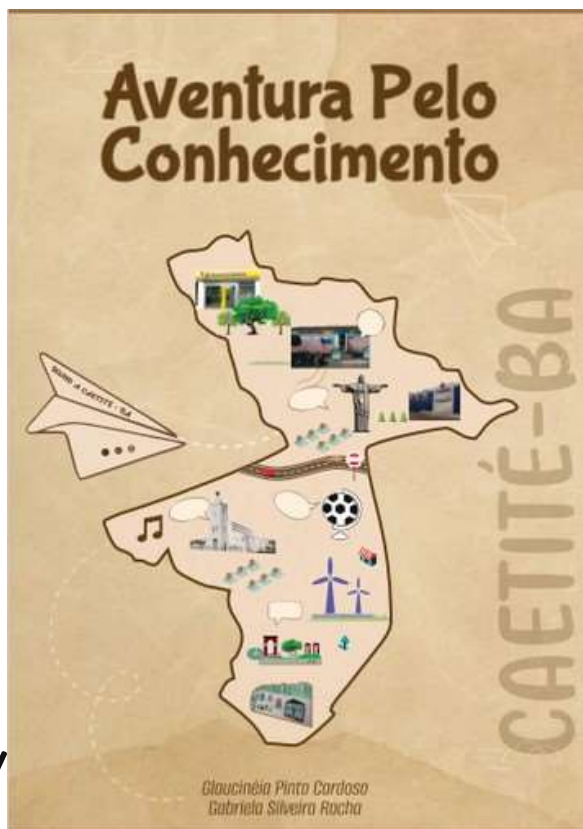 Aventura Pelo
Conhecimento
CAETITÉ-BA
Glaucinéia Pinto Cardoso
Gabriela Silveira Rocha